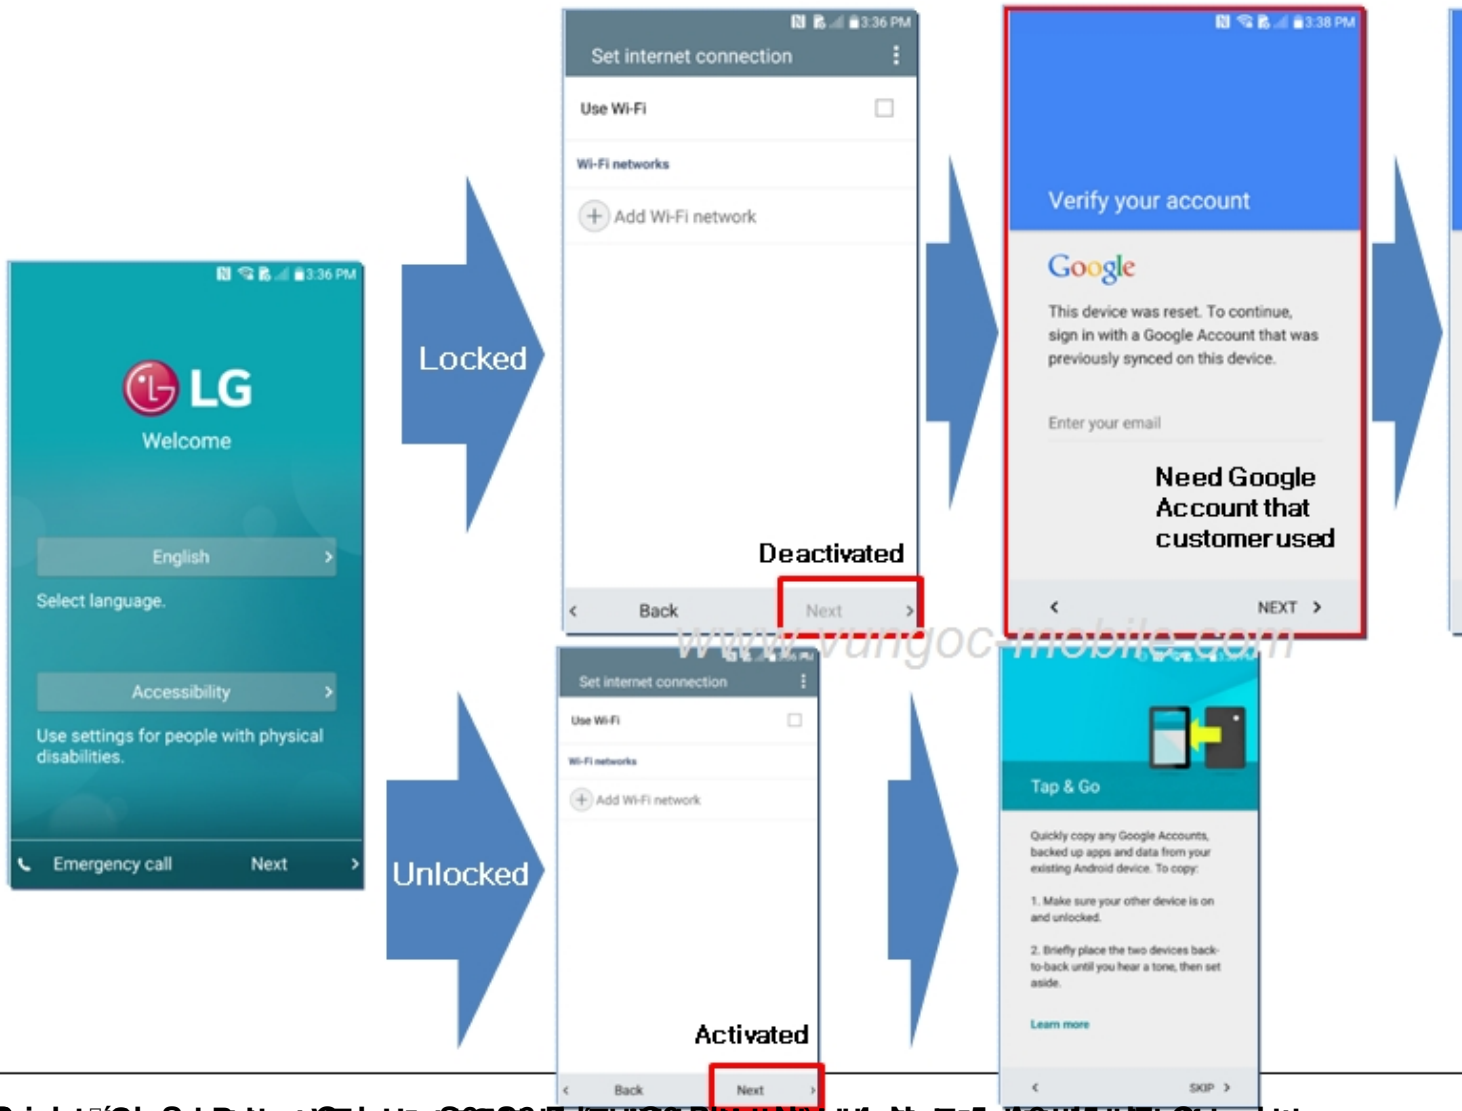 3:36 PM
LG
Welcome
English
Select language.
Accessibility
Use settings for people with physical
disabilities.
Emergency call
Next
Locked
3:36 PM
Set internet connection
Use Wi-Fi
Wi-Fi networks
Add Wi-Fi network
Deactivated
Back
Next
3:38 PM
Verify your account
Google
This device was reset. To continue,
sign in with a Google Account that was
previously synced on this device.
Enter your email
Need Google
Account that
customer used
NEXT
www.vungoc-mobile.com
Unlocked
Set internet connection
Use Wi-Fi
Wi-Fi networks
Add Wi-Fi network
Activated
Back
Next
Tap & Go
Quickly copy any Google Accounts,
backed up apps and data from your
existing Android device. To copy:
1. Make sure your other device is on
and unlocked.
2. Briefly place the two devices back-
to-back until you hear a tone, then set
aside.
Learn more
SKIP